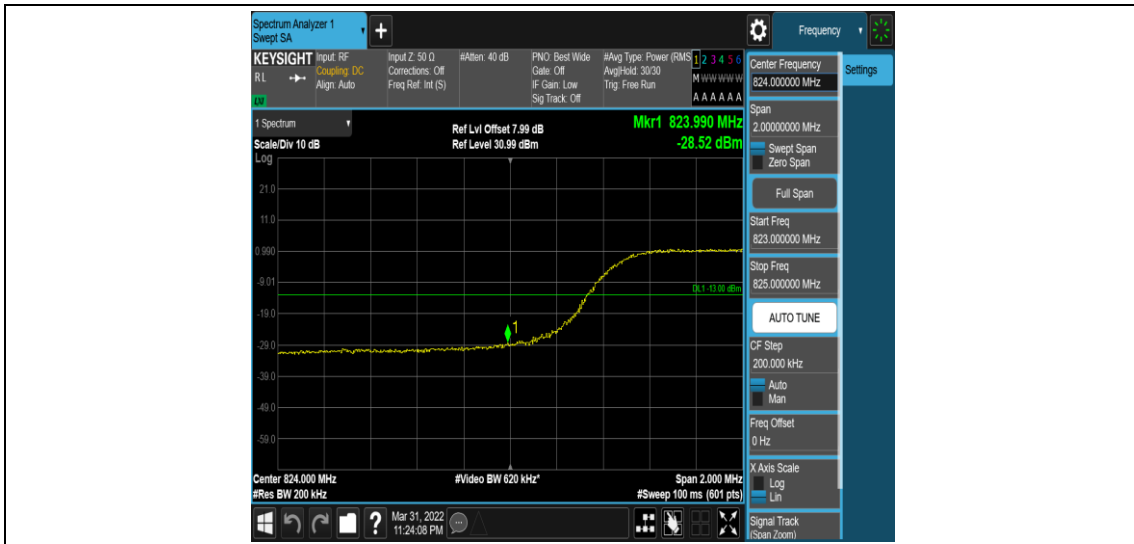 Spectrum Analyzer 1
Swept SA
+
Frequency
KEYSIGHT
RL
LXI
Input: RF
Coupling: DC
Align: Auto
Input Z: 50 Ω
Corrections: Off
Freq Ref: Int (S)
#Atten: 40 dB
PNO: Best Wide
Gate: Off
IF Gain: Low
Sig Track: Off
#Avg Type: Power (RMS
Avg|Hold: 30/30
Trig: Free Run
1 2 3 4 5 6
M W W W W W
A A A A A A
Center Frequency
824.000000 MHz
Settings
Span
2.00000000 MHz
Swept Span
Zero Span
Full Span
Start Freq
823.000000 MHz
Stop Freq
825.000000 MHz
AUTO TUNE
CF Step
200.000 kHz
Auto
Man
Freq Offset
0 Hz
X Axis Scale
Log
Lin
Signal Track
(Span Zoom)
1 Spectrum
Scale/Div 10 dB
Ref Lvl Offset 7.99 dB
Ref Level 30.99 dBm
Mkr1 823.990 MHz
-28.52 dBm
Log
21.0
11.0
0.990
-9.01
DL1 -13.00 dBm
-19.0
1
-29.0
-39.0
-49.0
-59.0
Center 824.000 MHz
#Video BW 620 kHz*
Span 2.000 MHz
#Res BW 200 kHz
#Sweep 100 ms (601 pts)
?
Mar 31, 2022
11:24:08 PM